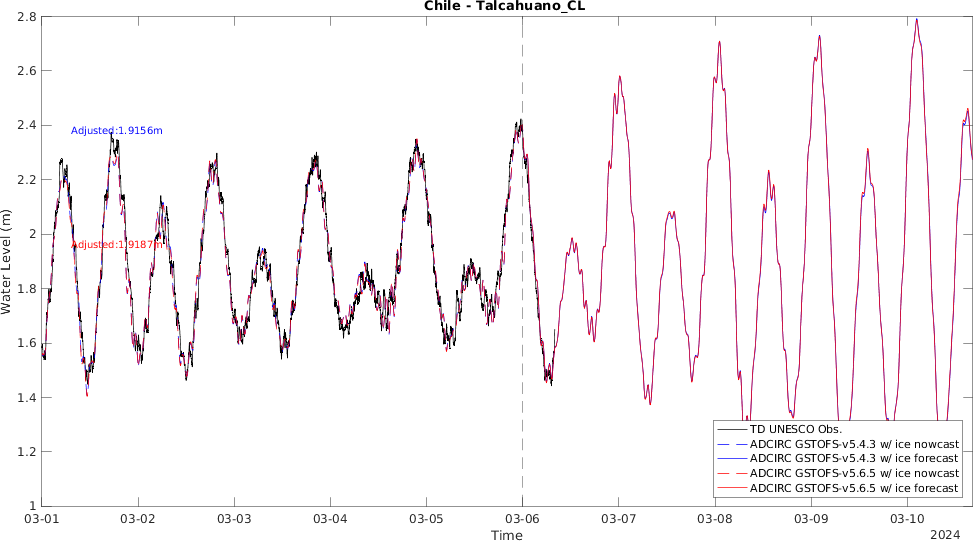 Chile - Talcahuano_CL
2.8
2.6
2.4
2.2
2
1.8
1.6
1.4
1.2
1
Water Level (m)
Adjusted:1.9156m
Adjusted:1.9187m
TD UNESCO Obs.
ADCIRC GSTOFS-v5.4.3 w/ ice nowcast
ADCIRC GSTOFS-v5.4.3 w/ ice forecast
ADCIRC GSTOFS-v5.6.5 w/ ice nowcast
ADCIRC GSTOFS-v5.6.5 w/ ice forecast
03-01 03-02 03-03 03-04 03-05 03-06 03-07 03-08 03-09 03-10
Time
2024